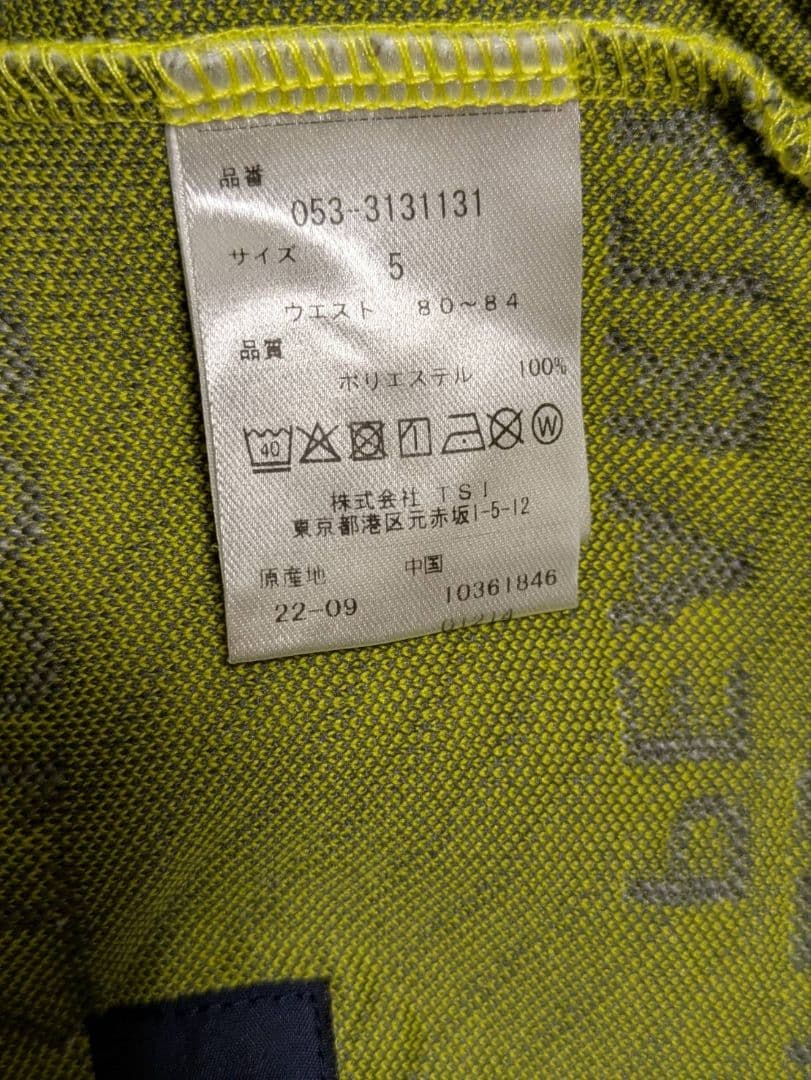 品番
053-3131131
サイズ 5
ウエスト 80~84
品質
ポリエステル 100%
40
W
株式会社 TSI
東京都港区元赤坂1-5-12
原産地 中国
22-09 10361846
01214